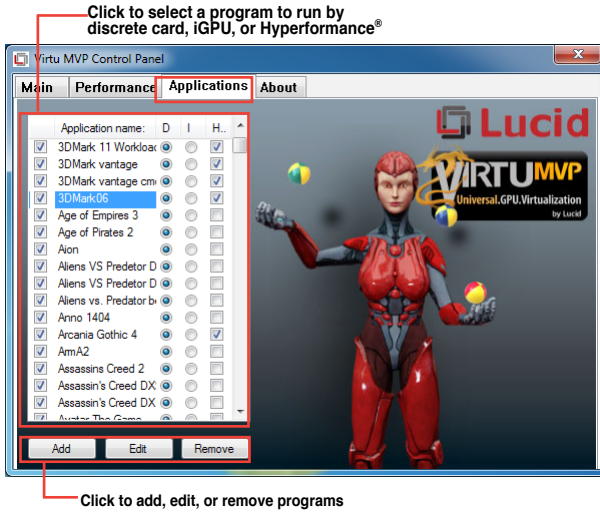 Click to select a program to run by
discrete card, iGPU, or Hyperformance®
Virtu MVP Control Panel
Main Performance Applications About
Application name: D I H..
3DMark 11 Workloac
3DMark vantage
3DMark vantage cm
3DMark06
Age of Empires 3
Age of Pirates 2
Aion
Aliens VS Predetor D
Aliens VS Predetor D
Aliens vs. Predator b
Anno 1404
Arcania Gothic 4
ArmA2
Assassins Creed 2
Assassin's Creed DX
Assassin's Creed DX
Avatar The Game
Lucid
VIRTU MVP
Universal.GPU.Virtualization
by Lucid
Add Edit Remove
Click to add, edit, or remove programs